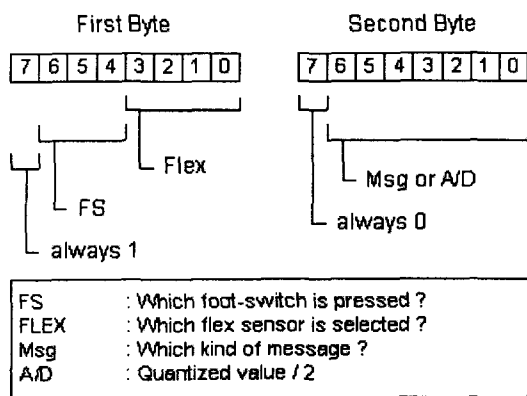 First Byte
Second Byte
7 6 5 4 3 2 1 0
7 6 5 4 3 2 1 0
Flex
Msg or A/D
FS
always 0
always 1
FS : Which foot-switch is pressed ?
FLEX : Which flex sensor is selected ?
Msg : Which kind of message ?
A/D : Quantized value / 2